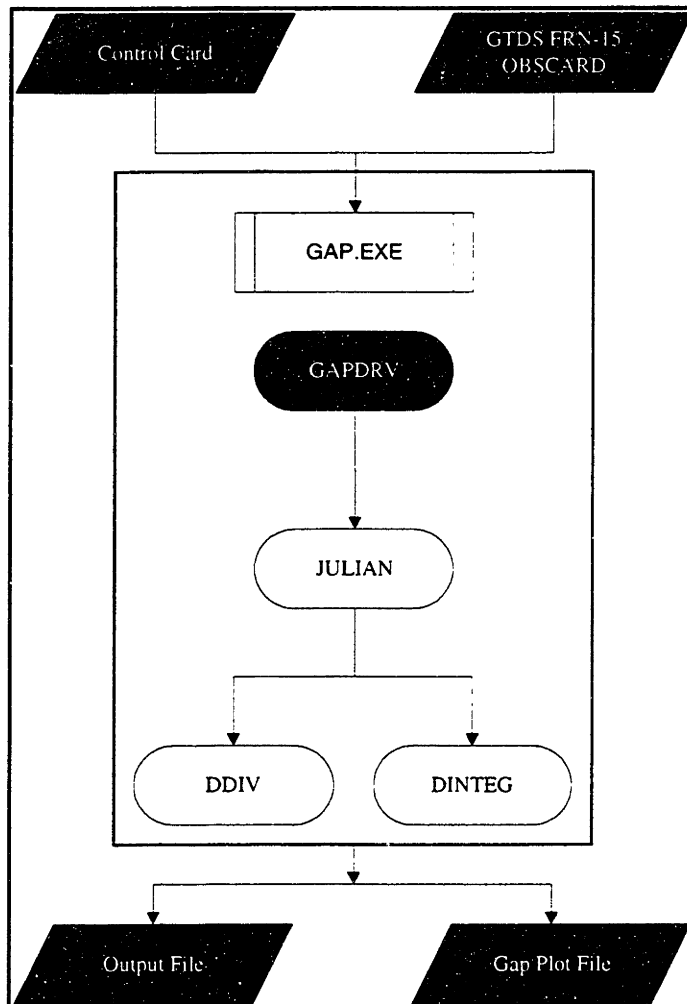 Control Card
GTDS FRN-15
OBSCARD
GAP.EXE
GAPDRV
JULIAN
DDIV
DINTEG
Output File
Gap Plot File